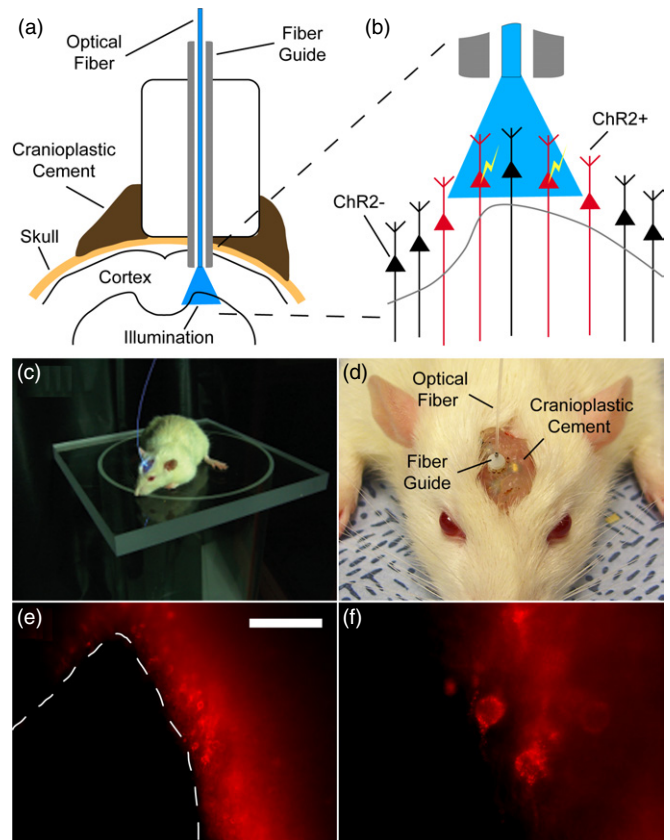 (a)
Optical
Fiber
Fiber
Guide
Cranioplastic
Cement
Skull
Cortex
Illumination
(b)
ChR2+
ChR2-
(c)
(d)
Optical
Fiber
Cranioplastic
Cement
Fiber
Guide
(e)
(f)